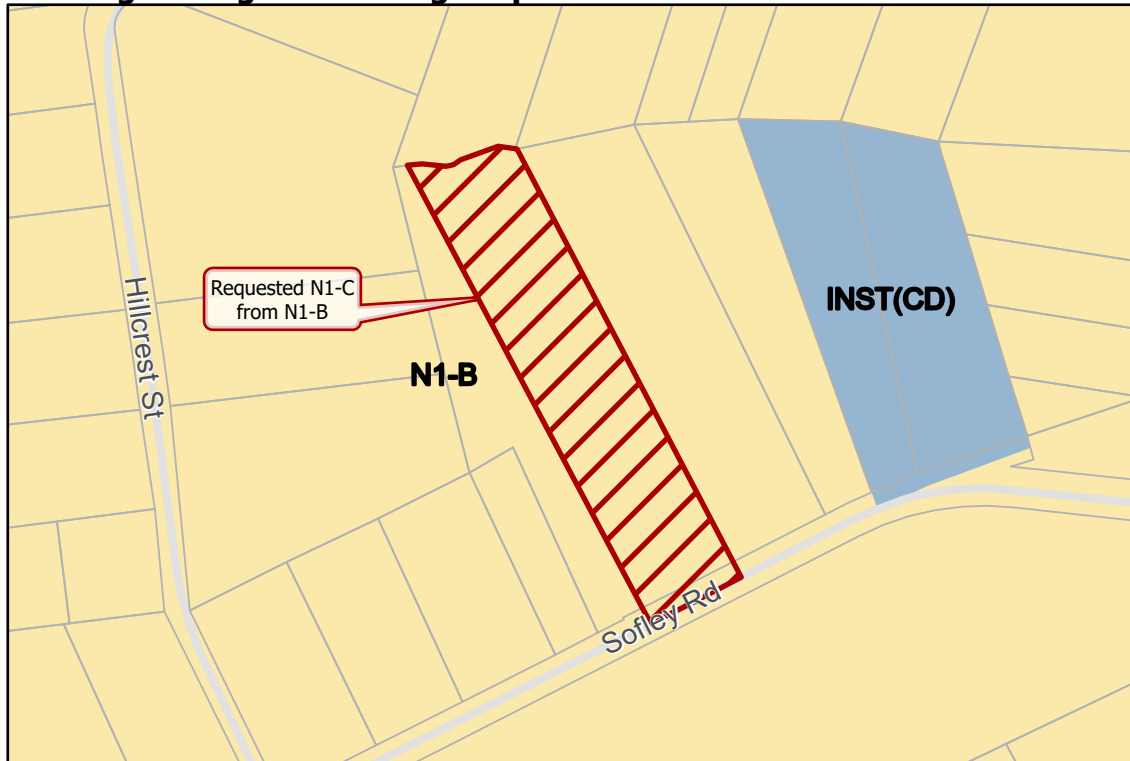 Requested N1-C
from N1-B
Hillcrest St
N1-B
INST(CD)
Sofley Rd